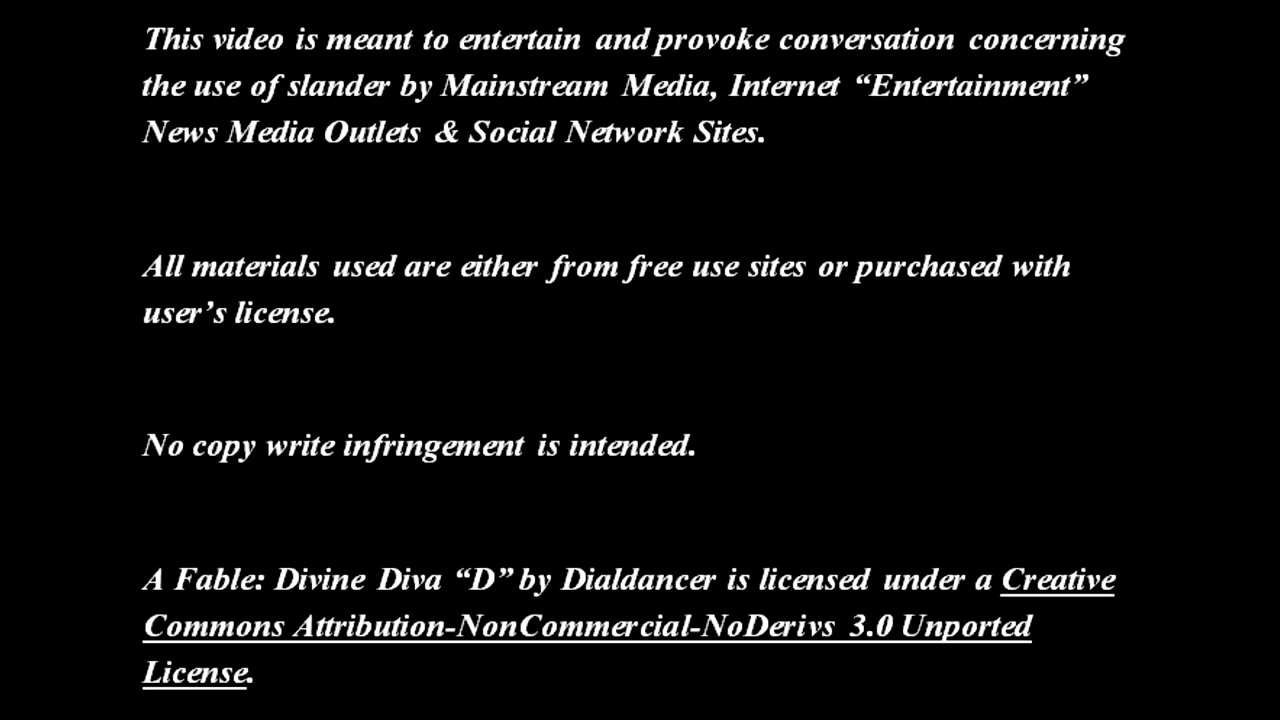 This video is meant to entertain and provoke conversation concerning
the use of slander by Mainstream Media, Internet “Entertainment”
News Media Outlets & Social Network Sites.
All materials used are either from free use sites or purchased with
user’s license.
No copy write infringement is intended.
A Fable: Divine Diva “D” by Dialdancer is licensed under a Creative
Commons Attribution-NonCommercial-NoDerivs 3.0 Unported
License.